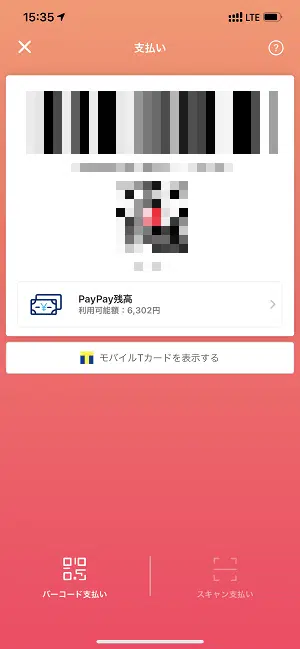 15:35
LTE
支払い
?
PayPay残高
利用可能額：6,302円
モバイルTカードを表示する
バーコード支払い
スキャン支払い